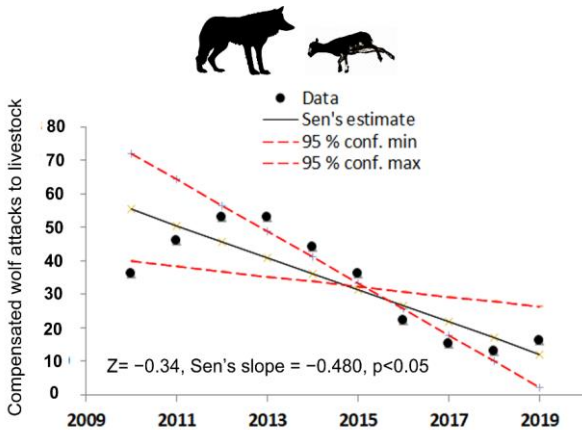 Data
Sen's estimate
95 % conf. min
95 % conf. max
Compensated wolf attacks to livestock
80
70
60
50
40
30
20
10
0
Z= −0.34, Sen's slope = −0.480, p<0.05
2009
2011
2013
2015
2017
2019